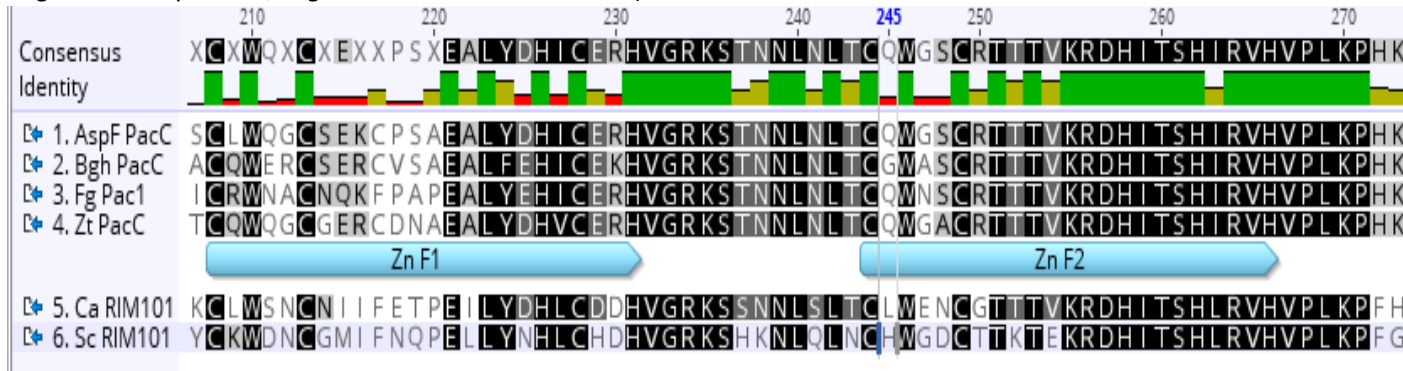 210 220 230 240 245 250 260 270
Consensus XCXWQXCXEXXPSXEALYDHICERHVGRKSTNNLNLTCQWGSCRTTTVKRDHITSHIRVHVPLKPHK
Identity
1. AspF PacC SCLWQGCSEKCPSAEALYDHICERHVGRKSTNNLNLTCQWGSCRTTTVKRDHITSHIRVHVPLKPHK
2. Bgh PacC ACQWERCSERCVSAEALFEHICEKHVGRKSTNNLNLTCGWGACRTTTVKRDHITSHIRVHVPLKPHK
3. Fg Pac1 ICRWNACNQKFPAPEALYEHICERHVGRKSTNNLNLTCQWNSCRTTTVKRDHITSHIRVHVPLKPHK
4. Zt PacC TCQWQGCGERCDNAEALYDHVCERHVGRKSTNNLNLTCQWGACRTTTVKRDHITSHIRVHVPLKPHK
Zn F1 Zn F2
5. Ca RIM101 KCLWSNCNIIFETPEILYDHLCDDHVGRKSSNNLSLTCLWENCGTTTVKRDHITSHLRVHVPLKPFH
6. Sc RIM101 YCKWDNCGMIFNQPELLYNHLCHDHVGRKSHKNLQLNCHWGDCTTKTEKRDHITSHLRVHVPLKPFG